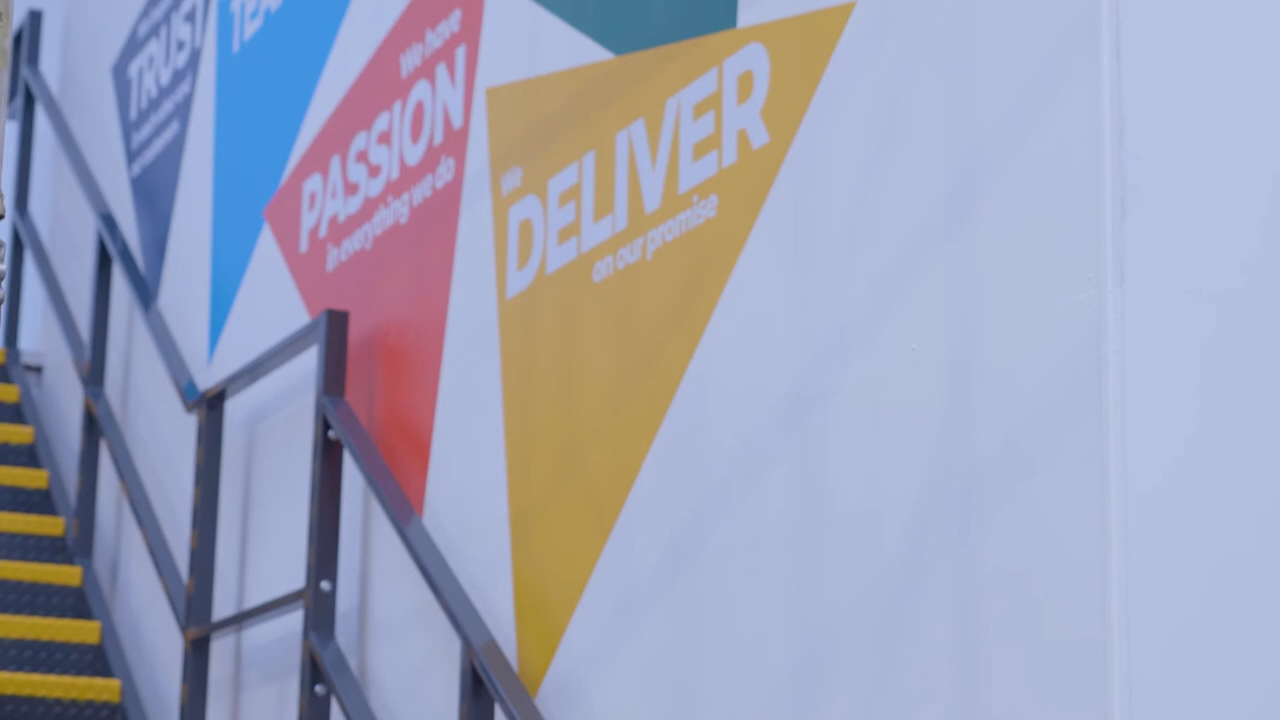 TRUST
We have
PASSION
in everything we do
We
DELIVER
on our promise